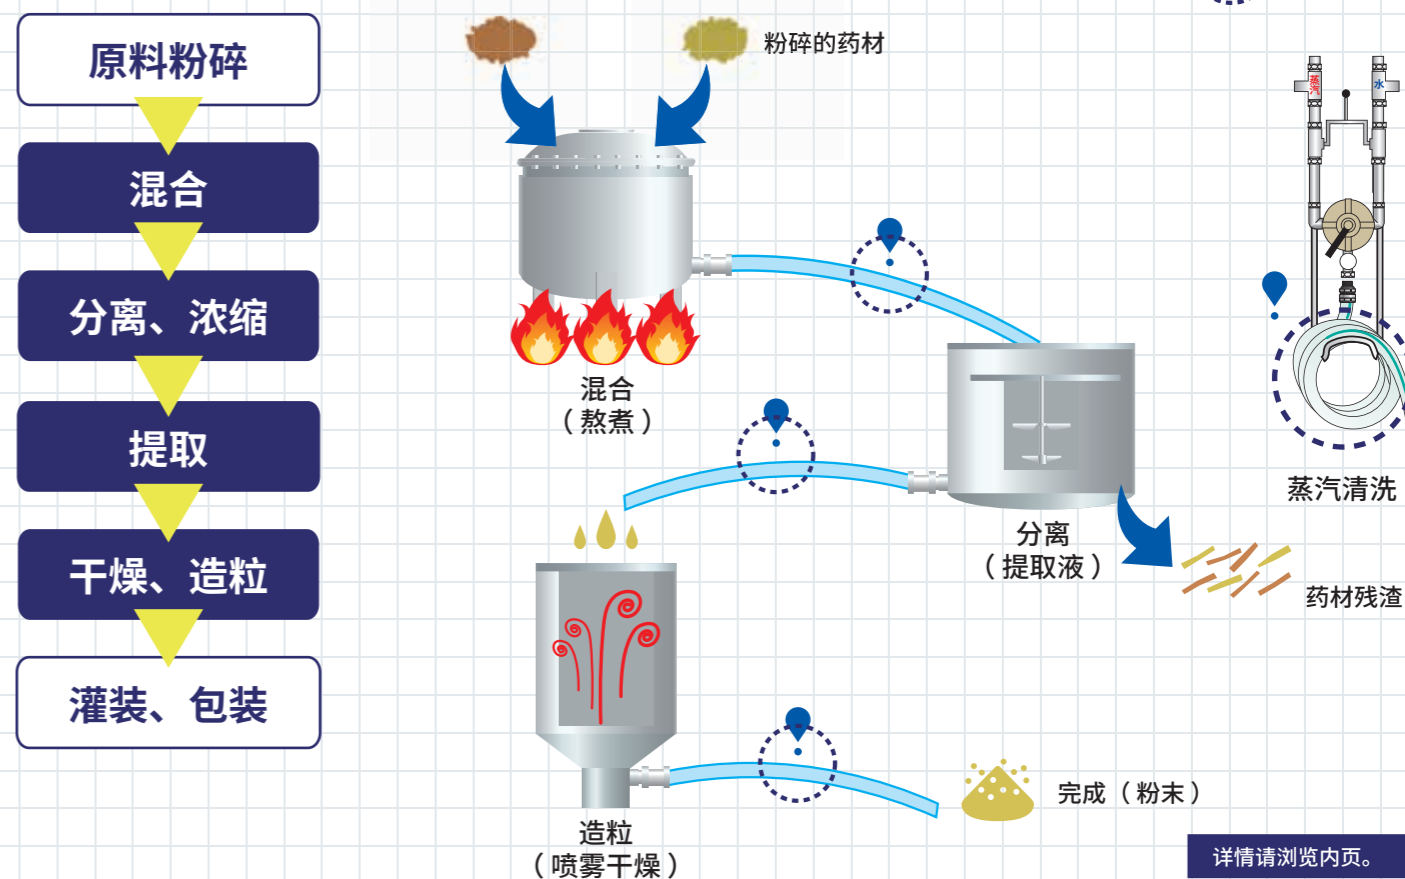 原料粉碎
混合
分离、浓缩
提取
干燥、造粒
灌装、包装
粉碎的药材
混合
（熬煮）
分离
（提取液）
药材残渣
造粒
（喷雾干燥）
完成（粉末）
蒸汽
水
蒸汽清洗
详情请浏览内页。